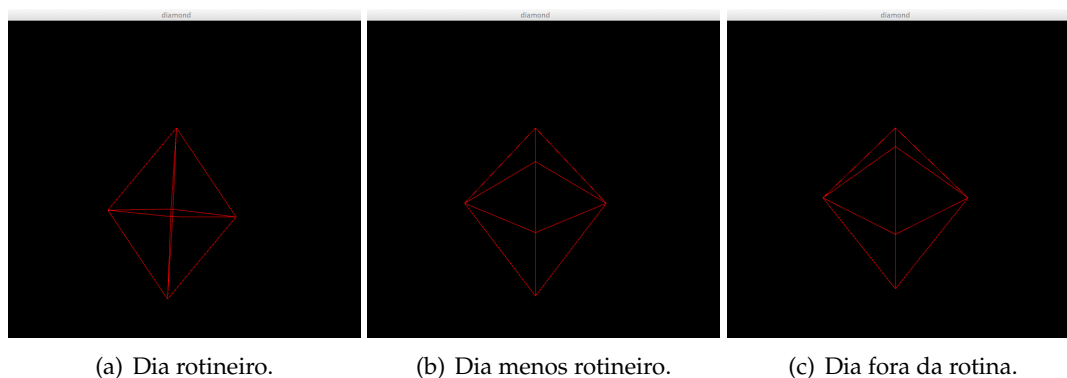 diamond
diamond
diamond
(a) Dia rotineiro.
(b) Dia menos rotineiro.
(c) Dia fora da rotina.